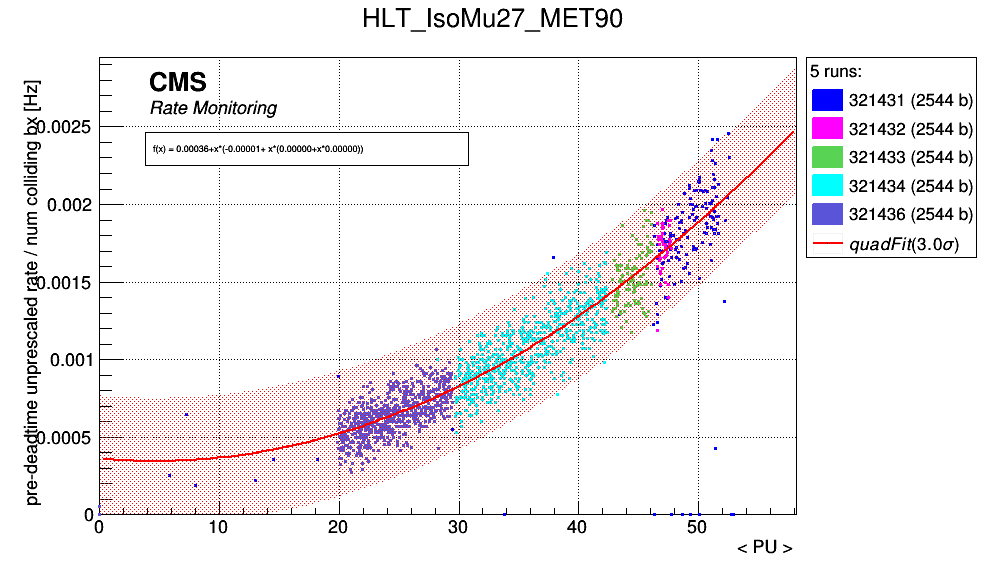 HLT_IsoMu27_MET90
CMS
Rate Monitoring
f(x) = 0.00036+x*(-0.00001+ x*(0.00000+x*0.00000))
pre-deadtime unprescaled rate / num colliding bx [Hz]
0.0025
0.002
0.0015
0.001
0.0005
0
0 10 20 30 40 50
< PU >
5 runs:
321431 (2544 b)
321432 (2544 b)
321433 (2544 b)
321434 (2544 b)
321436 (2544 b)
quadFit(3.0σ)